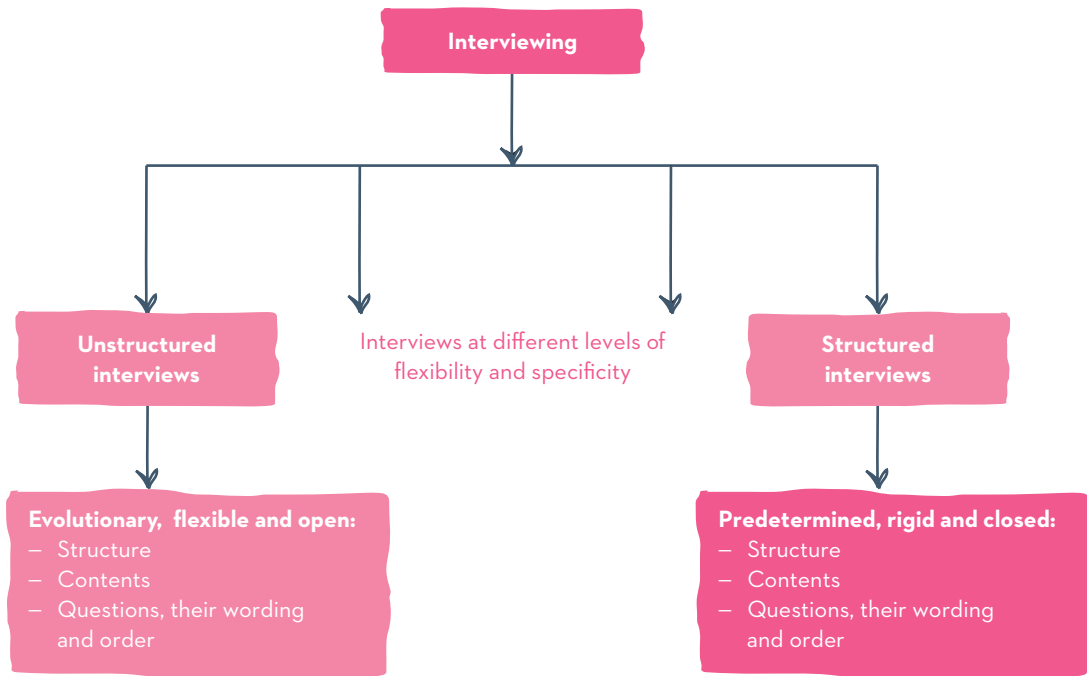 Interviewing
Unstructured
interviews
Interviews at different levels of
flexibility and specificity
Structured
interviews
Evolutionary, flexible and open:
– Structure
– Contents
– Questions, their wording
and order
Predetermined, rigid and closed:
– Structure
– Contents
– Questions, their wording
and order